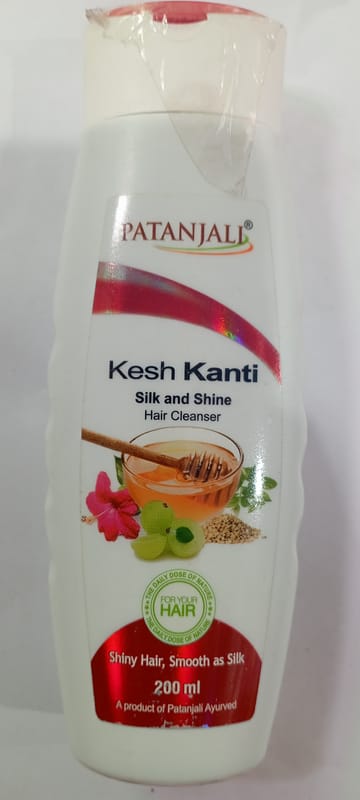 PATANJALI®
Kesh Kanti
Silk and Shine
Hair Cleanser
THE DAILY DOSE OF NATURE
FOR YOUR
HAIR
THE DAILY DOSE OF NATURE
Shiny Hair, Smooth as Silk
200 ml
A product of Patanjali Ayurved